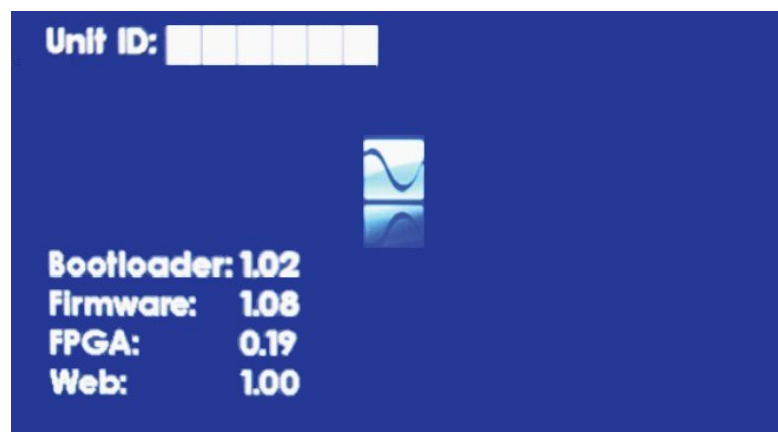 Unit ID:
Bootloader: 1.02
Firmware: 1.08
FPGA: 0.19
Web: 1.00